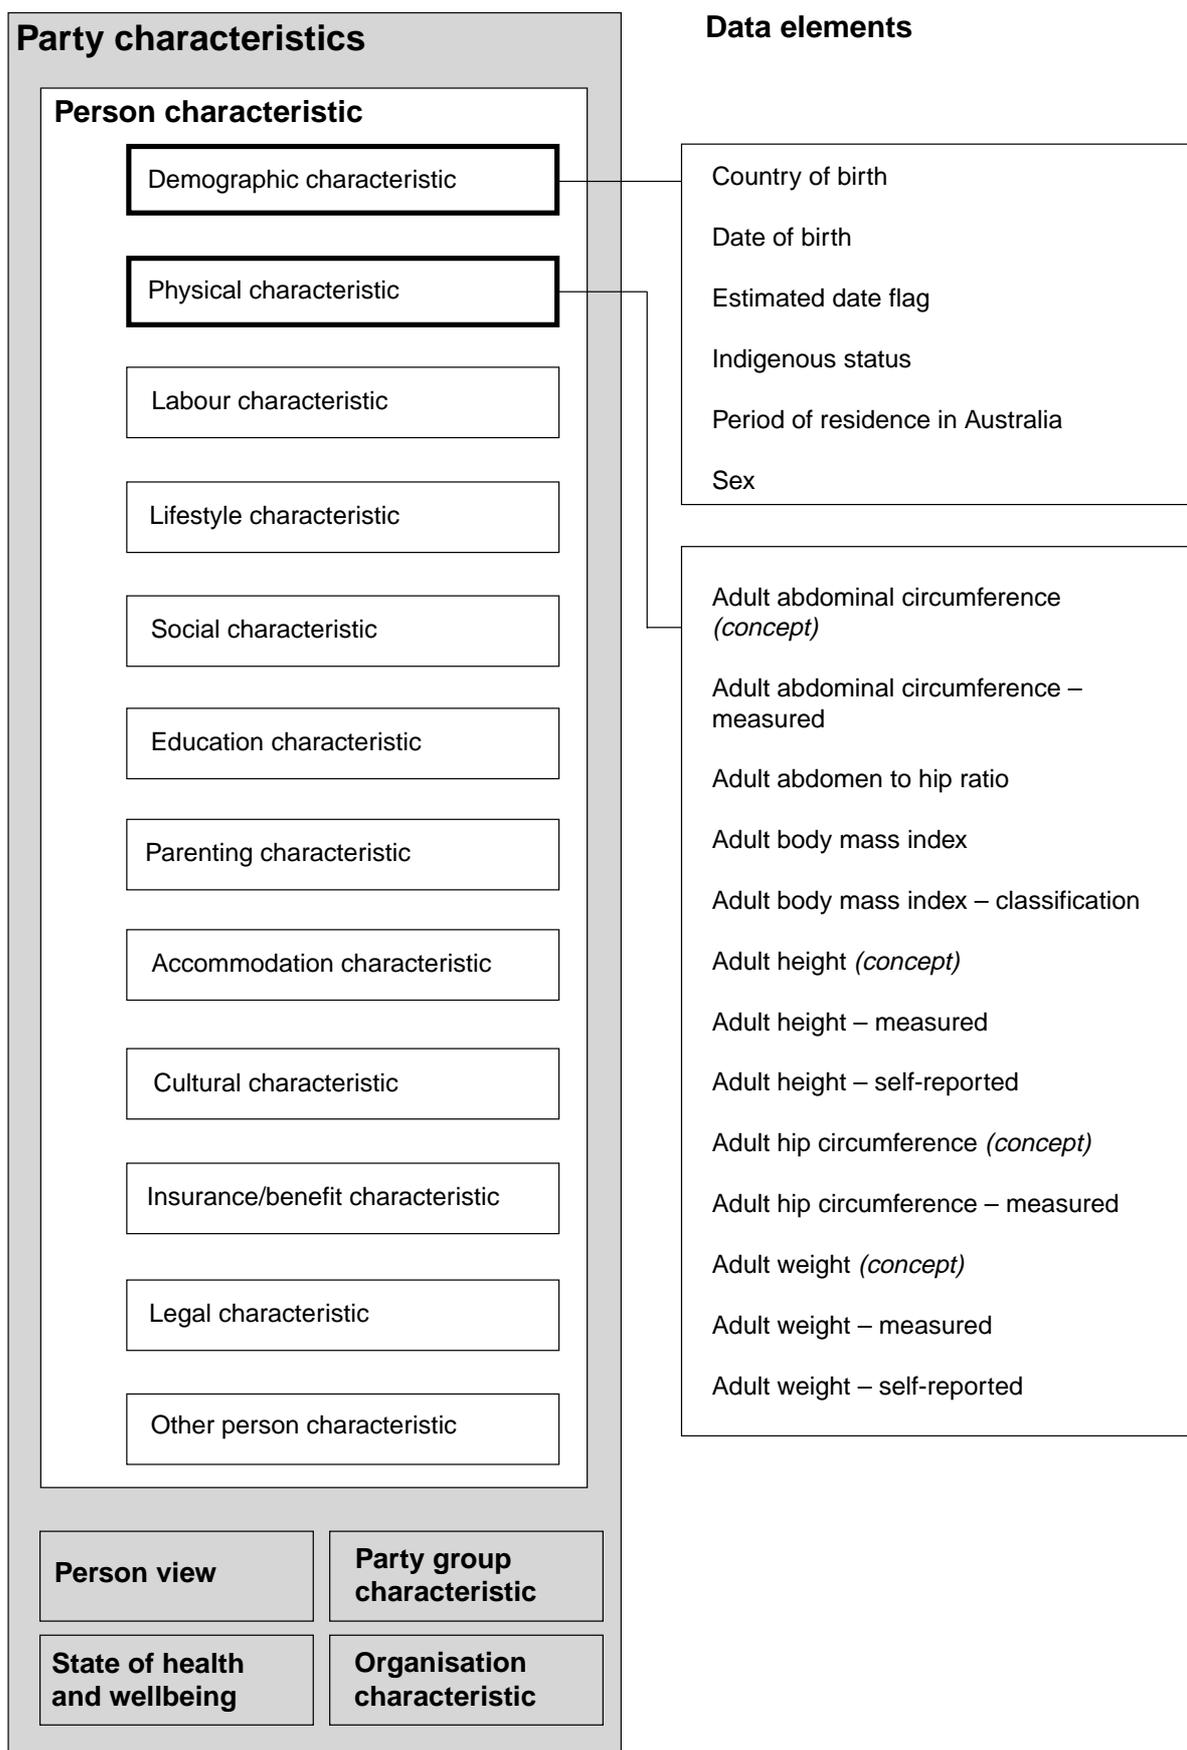 Party characteristics
Person characteristic
Demographic characteristic
Physical characteristic
Labour characteristic
Lifestyle characteristic
Social characteristic
Education characteristic
Parenting characteristic
Accommodation characteristic
Cultural characteristic
Insurance/benefit characteristic
Legal characteristic
Other person characteristic
Person view
Party group
characteristic
State of health
and wellbeing
Organisation
characteristic
Data elements
Country of birth
Date of birth
Estimated date flag
Indigenous status
Period of residence in Australia
Sex
Adult abdominal circumference
(concept)
Adult abdominal circumference –
measured
Adult abdomen to hip ratio
Adult body mass index
Adult body mass index – classification
Adult height (concept)
Adult height – measured
Adult height – self-reported
Adult hip circumference (concept)
Adult hip circumference – measured
Adult weight (concept)
Adult weight – measured
Adult weight – self-reported